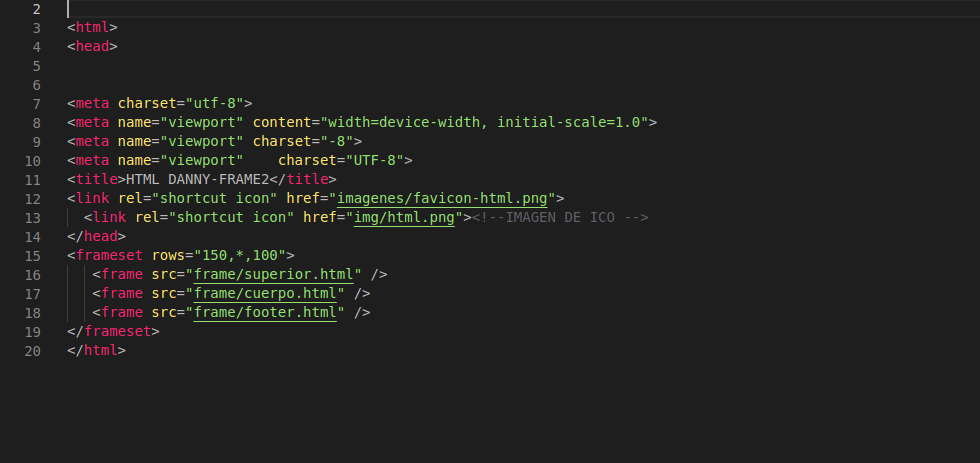 2
3 <html>
4 <head>
5
6
7 <meta charset="utf-8">
8 <meta name="viewport" content="width=device-width, initial-scale=1.0">
9 <meta name="viewport" charset="-8">
10 <meta name="viewport"    charset="UTF-8">
11 <title>HTML DANNY-FRAME2</title>
12 <link rel="shortcut icon" href="imagenes/favicon-html.png">
13   <link rel="shortcut icon" href="img/html.png"><!--IMAGEN DE ICO -->
14 </head>
15 <frameset rows="150,*,100">
16    <frame src="frame/superior.html" />
17    <frame src="frame/cuerpo.html" />
18    <frame src="frame/footer.html" />
19 </frameset>
20 </html>